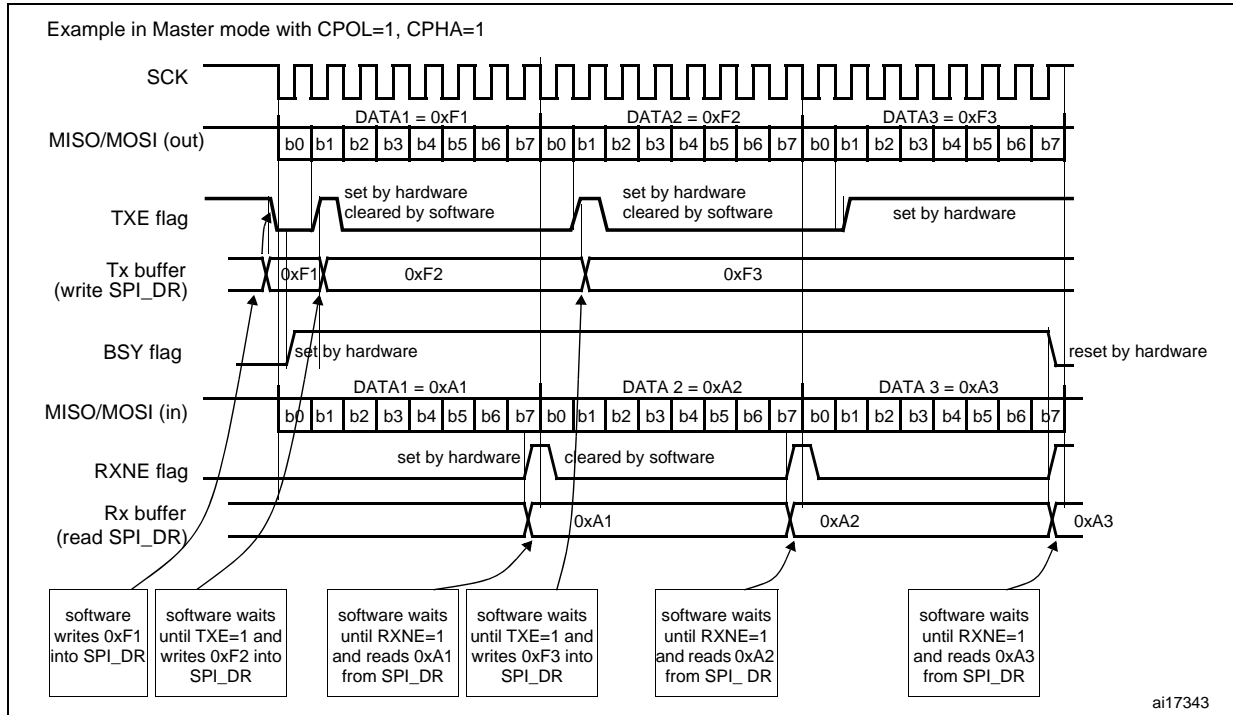 Example in Master mode with CPOL=1, CPHA=1
SCK
DATA1 = 0xF1 DATA2 = 0xF2 DATA3 = 0xF3
MISO/MOSI (out) b0 b1 b2 b3 b4 b5 b6 b7 b0 b1 b2 b3 b4 b5 b6 b7 b0 b1 b2 b3 b4 b5 b6 b7
set by hardware set by hardware
cleared by software cleared by software set by hardware
TXE flag
Tx buffer 0xF1 0xF2 0xF3
(write SPI_DR)
BSY flag set by hardware reset by hardware
DATA1 = 0xA1 DATA 2 = 0xA2 DATA 3 = 0xA3
MISO/MOSI (in) b0 b1 b2 b3 b4 b5 b6 b7 b0 b1 b2 b3 b4 b5 b6 b7 b0 b1 b2 b3 b4 b5 b6 b7
RXNE flag set by hardware cleared by software
Rx buffer 0xA1 0xA2 0xA3
(read SPI_DR)
software
writes 0xF1
into SPI_DR
software waits
until TXE=1 and
writes 0xF2 into
SPI_DR
software waits
until RXNE=1
and reads 0xA1
from SPI_DR
software waits
until TXE=1 and
writes 0xF3 into
SPI_DR
software waits
until RXNE=1
and reads 0xA2
from SPI_ DR
software waits
until RXNE=1
and reads 0xA3
from SPI_DR
ai17343